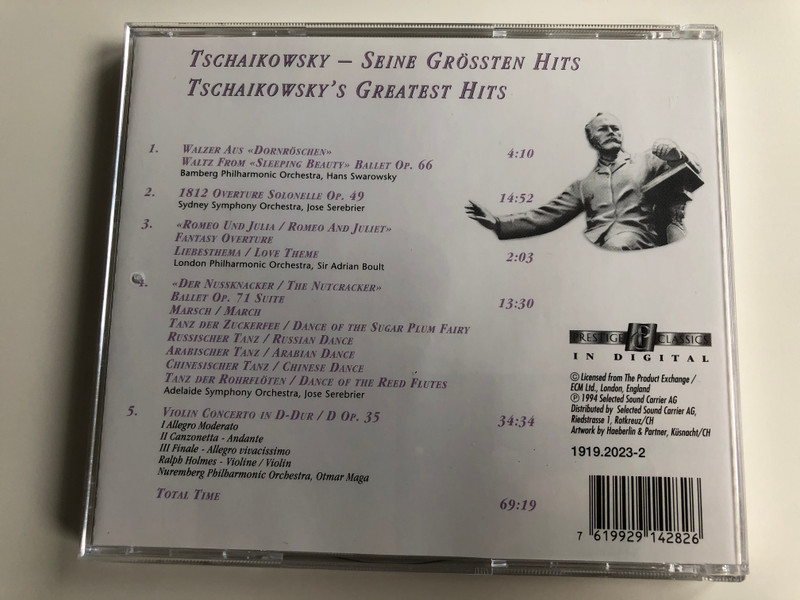 Tschaikowsky – Seine Grössten Hits
Tschaikowsky's Greatest Hits
1. Walzer Aus «Dornröschen»
Waltz From «Sleeping Beauty» Ballet Op. 66 4:10
Bamberg Philharmonic Orchestra, Hans Swarowsky
2. 1812 Overture Solonelle Op. 49 14:52
Sydney Symphony Orchestra, Jose Serebrier
3. «Romeo Und Julia / Romeo And Juliet»
Fantasy Overture
Liebesthema / Love Theme 2:03
London Philharmonic Orchestra, Sir Adrian Boult
4. «Der Nussknacker / The Nutcracker»
Ballet Op. 71 Suite 13:30
Marsch / March
Tanz der Zuckerfee / Dance of the Sugar Plum Fairy
Russischer Tanz / Russian Dance
Arabischer Tanz / Arabian Dance
Chinesischer Tanz / Chinese Dance
Tanz der Rohrflöten / Dance of the Reed Flutes
Adelaide Symphony Orchestra, Jose Serebrier
5. Violin Concerto in D-Dur / D Op. 35 34:34
I Allegro Moderato
II Canzonetta - Andante
III Finale - Allegro vivacissimo
Ralph Holmes - Violine / Violin
Nuremberg Philharmonic Orchestra, Otmar Maga
Total Time 69:19
PRESTIGE PC CLASSICS
IN DIGITAL
© Licensed from The Product Exchange /
ECM Ltd., London, England
℗ 1994 Selected Sound Carrier AG
Distributed by Selected Sound Carrier AG,
Riedstrasse 1, Rotkreuz/CH
Artwork by Haeberlin & Partner, Küsnacht/CH
1919.2023-2
7 619929 142826